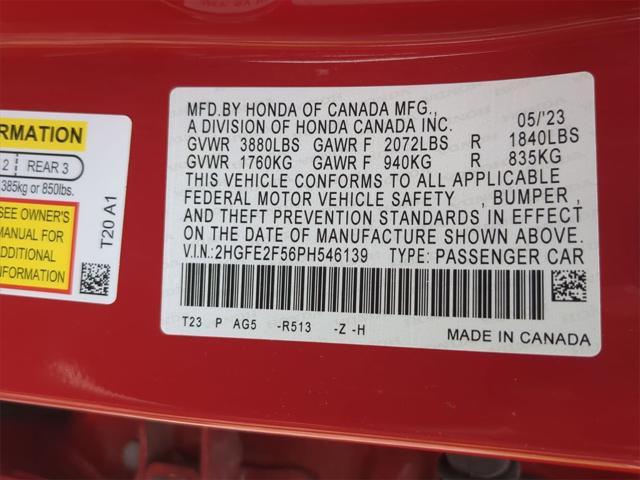 RMATION
2 REAR 3
385kg or 850lbs.
SEE OWNER'S
MANUAL FOR
ADDITIONAL
INFORMATION
T20 A1
MFD.BY HONDA OF CANADA MFG., 05/'23
A DIVISION OF HONDA CANADA INC.
GVWR 3880LBS GAWR F 2072LBS R 1840LBS
GVWR 1760KG GAWR F 940KG R 835KG
THIS VEHICLE CONFORMS TO ALL APPLICABLE
FEDERAL MOTOR VEHICLE SAFETY , BUMPER ,
AND THEFT PREVENTION STANDARDS IN EFFECT
ON THE DATE OF MANUFACTURE SHOWN ABOVE.
V.I.N.: 2HGFE2F56PH546139 TYPE: PASSENGER CAR
T23 P AG5 -R513 -Z -H
MADE IN CANADA